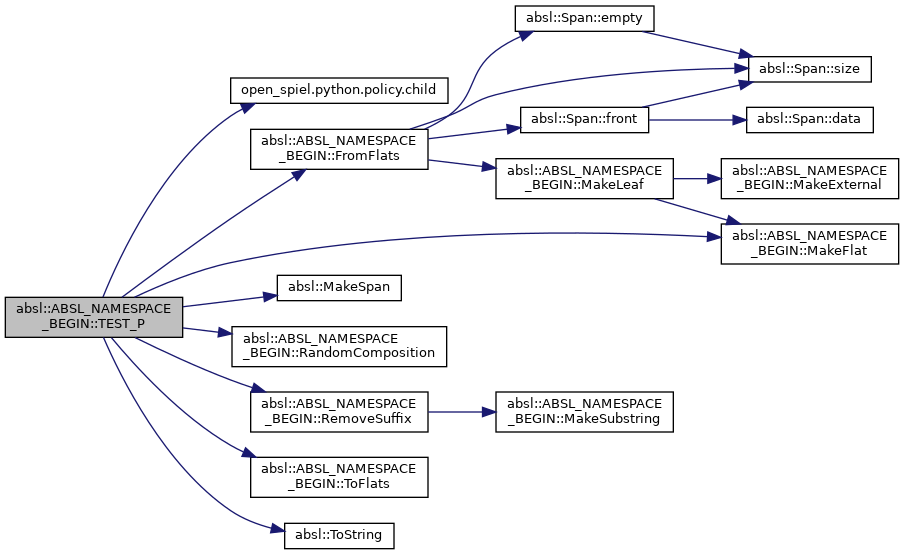 absl::Span::empty
absl::Span::size
open_spiel.python.policy.child
absl::Span::front
absl::Span::data
absl::ABSL_NAMESPACE
_BEGIN::FromFlats
absl::ABSL_NAMESPACE
_BEGIN::MakeLeaf
absl::ABSL_NAMESPACE
_BEGIN::MakeExternal
absl::ABSL_NAMESPACE
_BEGIN::MakeFlat
absl::MakeSpan
absl::ABSL_NAMESPACE
_BEGIN::TEST_P
absl::ABSL_NAMESPACE
_BEGIN::RandomComposition
absl::ABSL_NAMESPACE
_BEGIN::RemoveSuffix
absl::ABSL_NAMESPACE
_BEGIN::MakeSubstring
absl::ABSL_NAMESPACE
_BEGIN::ToFlats
absl::ToString